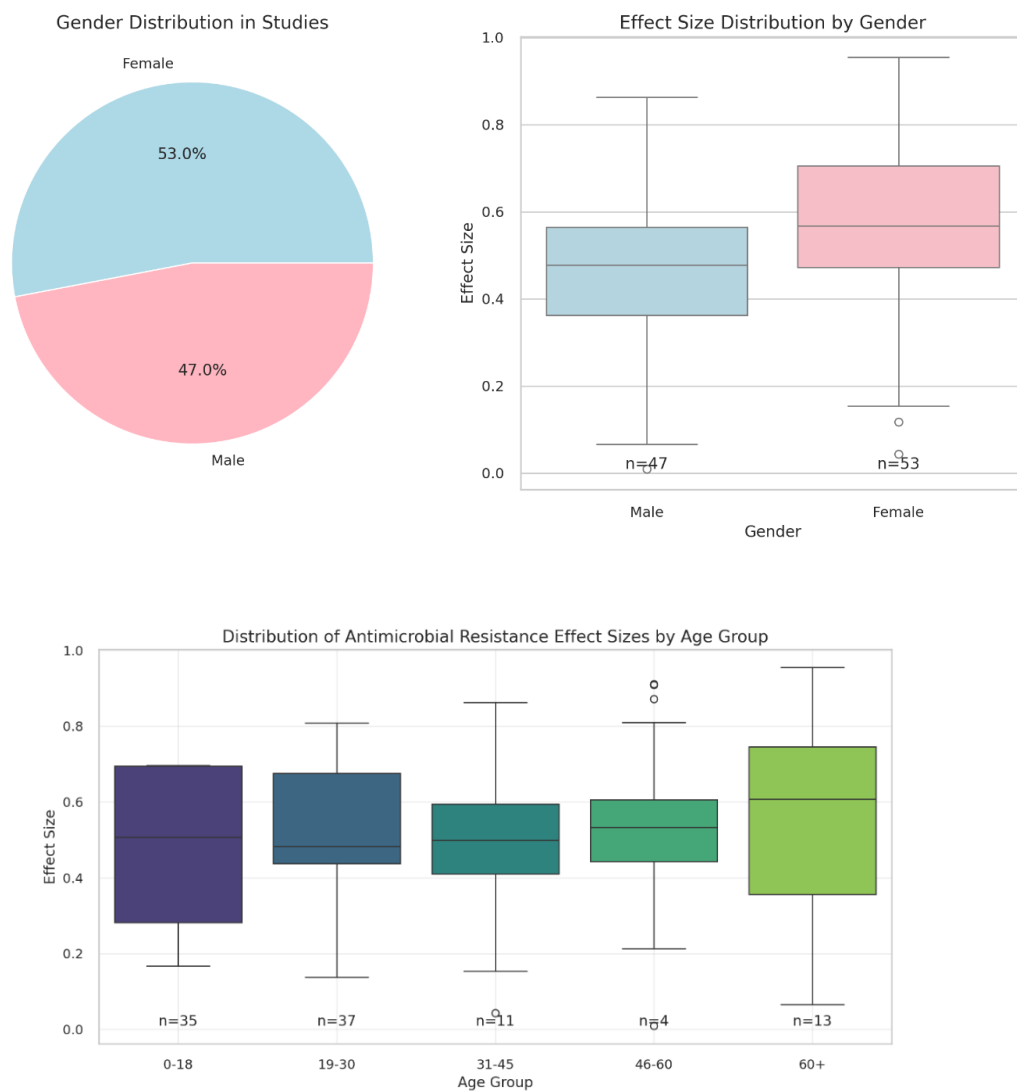 Gender Distribution in Studies
Female
53.0%
47.0%
Male
Effect Size Distribution by Gender
1.0
0.8
0.6
0.4
0.2
0.0
Effect Size
n=47
n=53
Male
Female
Gender
Distribution of Antimicrobial Resistance Effect Sizes by Age Group
1.0
0.8
0.6
0.4
0.2
0.0
Effect Size
n=35
n=37
n=11
n=4
n=13
0-18
19-30
31-45
46-60
60+
Age Group